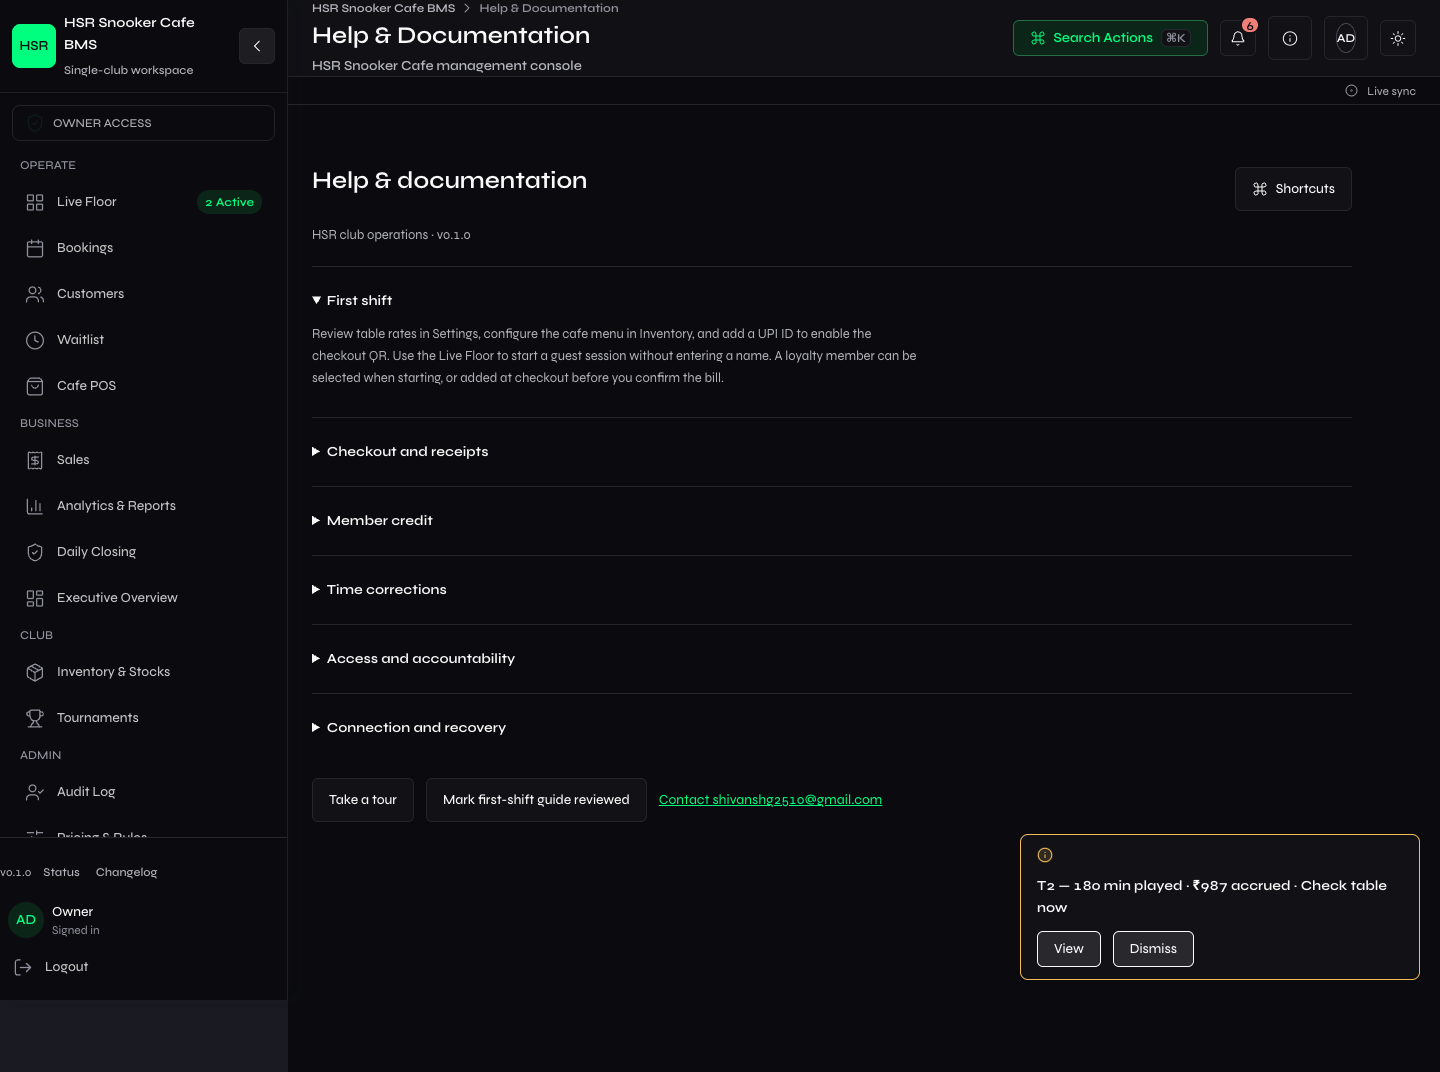 HSR
HSR Snooker Cafe
BMS
Single-club workspace
OWNER ACCESS
OPERATE
Live Floor
2 Active
Bookings
Customers
Waitlist
Cafe POS
BUSINESS
Sales
Analytics & Reports
Daily Closing
Executive Overview
CLUB
Inventory & Stocks
Tournaments
ADMIN
Audit Log
Pricing & Rules
v0.1.0 Status Changelog
AD
Owner
Signed in
Logout
HSR Snooker Cafe BMS > Help & Documentation
Help & Documentation
HSR Snooker Cafe management console
Search Actions ⌘K
6
AD
Live sync
Help & documentation
Shortcuts
HSR club operations · v0.1.0
First shift
Review table rates in Settings, configure the cafe menu in Inventory, and add a UPI ID to enable the
checkout QR. Use the Live Floor to start a guest session without entering a name. A loyalty member can be
selected when starting, or added at checkout before you confirm the bill.
Checkout and receipts
Member credit
Time corrections
Access and accountability
Connection and recovery
Take a tour
Mark first-shift guide reviewed
Contact shivanshg2510@gmail.com
T2 — 180 min played · ₹987 accrued · Check table
now
View
Dismiss